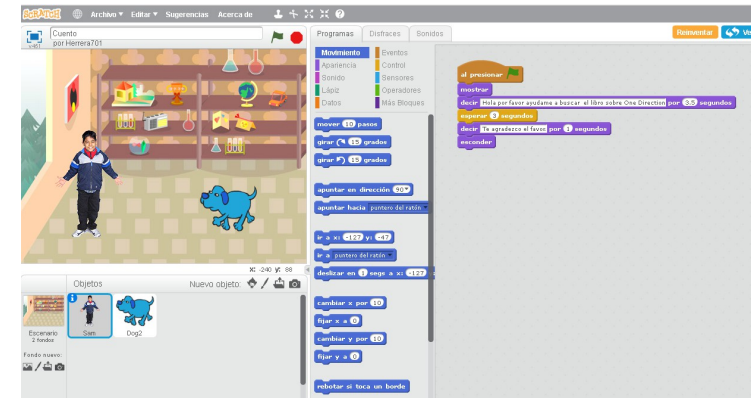 SCRATCH Archivo▼ Editar▼ Sugerencias Acerca de
Cuento
por Herrera701
v461
Programas Disfraces Sonidos
Reinventar
Movimiento Eventos
Apariencia Control
Sonido Sensores
Lápiz Operadores
Datos Más Bloques
mover 10 pasos
girar 15 grados
girar 15 grados
apuntar en dirección 90▼
apuntar hacia puntero del ratón
ir a x: -127 y: -47
ir a puntero del ratón
deslizar en 1 segs a x: -127
cambiar x por 10
fijar x a 0
cambiar y por 10
fijar y a 0
rebotar si toca un borde
al presionar
mostrar
decir Hola por favor ayudame a buscar el libro sobre One Direction por 3.5 segundos
esperar 3 segundos
decir Te agradezco el favor por 1 segundos
esconder
X: -240 Y: 88
Objetos Nuevo objeto:
Escenario
2 fondos
Sam
Dog2
Fondo nuevo: